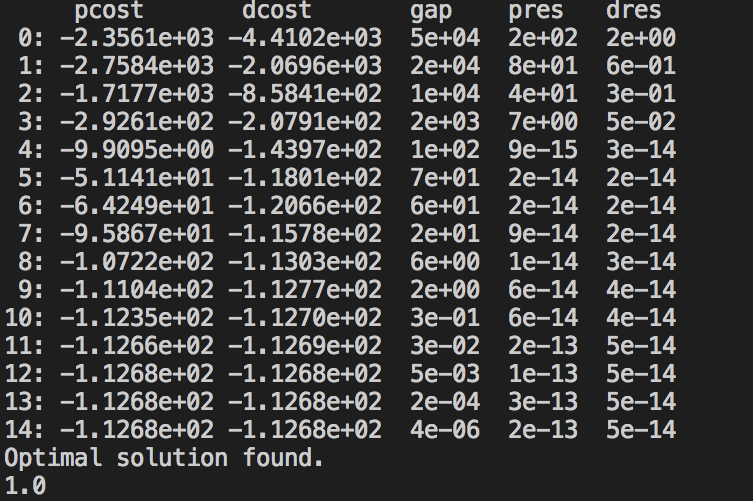 pcost dcost gap pres dres
0: -2.3561e+03 -4.4102e+03 5e+04 2e+02 2e+00
1: -2.7584e+03 -2.0696e+03 2e+04 8e+01 6e-01
2: -1.7177e+03 -8.5841e+02 1e+04 4e+01 3e-01
3: -2.9261e+02 -2.0791e+02 2e+03 7e+00 5e-02
4: -9.9095e+00 -1.4397e+02 1e+02 9e-15 3e-14
5: -5.1141e+01 -1.1801e+02 7e+01 2e-14 2e-14
6: -6.4249e+01 -1.2066e+02 6e+01 2e-14 2e-14
7: -9.5867e+01 -1.1578e+02 2e+01 9e-14 2e-14
8: -1.0722e+02 -1.1303e+02 6e+00 1e-14 3e-14
9: -1.1104e+02 -1.1277e+02 2e+00 6e-14 4e-14
10: -1.1235e+02 -1.1270e+02 3e-01 6e-14 4e-14
11: -1.1266e+02 -1.1269e+02 3e-02 2e-13 5e-14
12: -1.1268e+02 -1.1268e+02 5e-03 1e-13 5e-14
13: -1.1268e+02 -1.1268e+02 2e-04 3e-13 5e-14
14: -1.1268e+02 -1.1268e+02 4e-06 2e-13 5e-14
Optimal solution found.
1.0